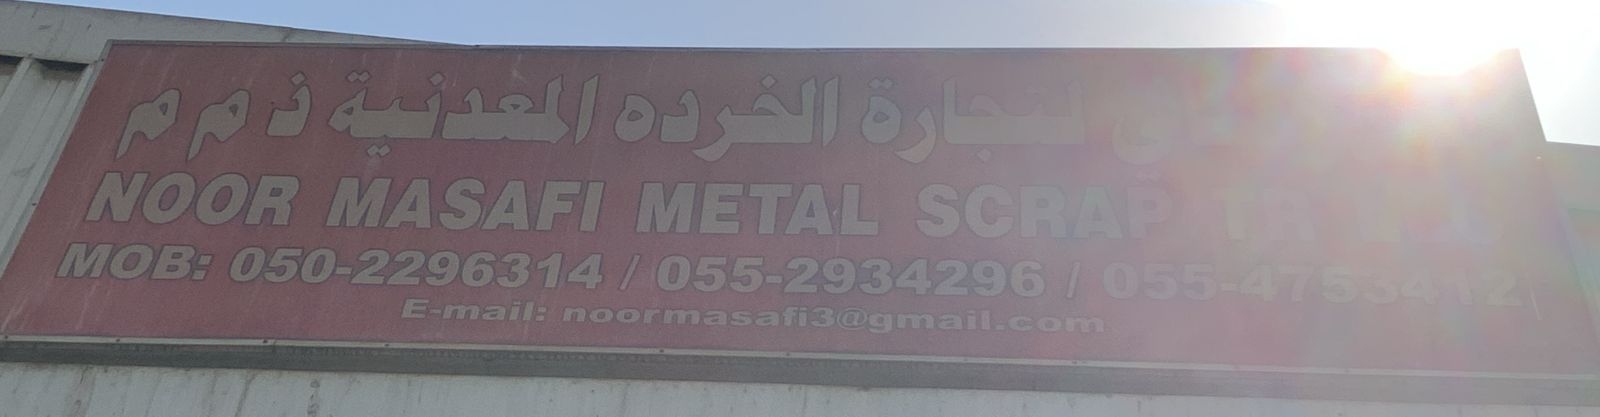 لتجارة الخرده المعدنية ذ م م
NOOR MASAFI METAL SCRAP
MOB: 050-2296314 / 055-2934296 / 055-4753412
E-mail: noormasafi3@gmail.com